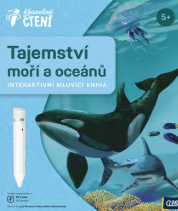 Kouzelné
čtení
5+
Tajemství
moří a oceánů
INTERAKTIVNÍ MLUVICÍ KNIHA
ALBI